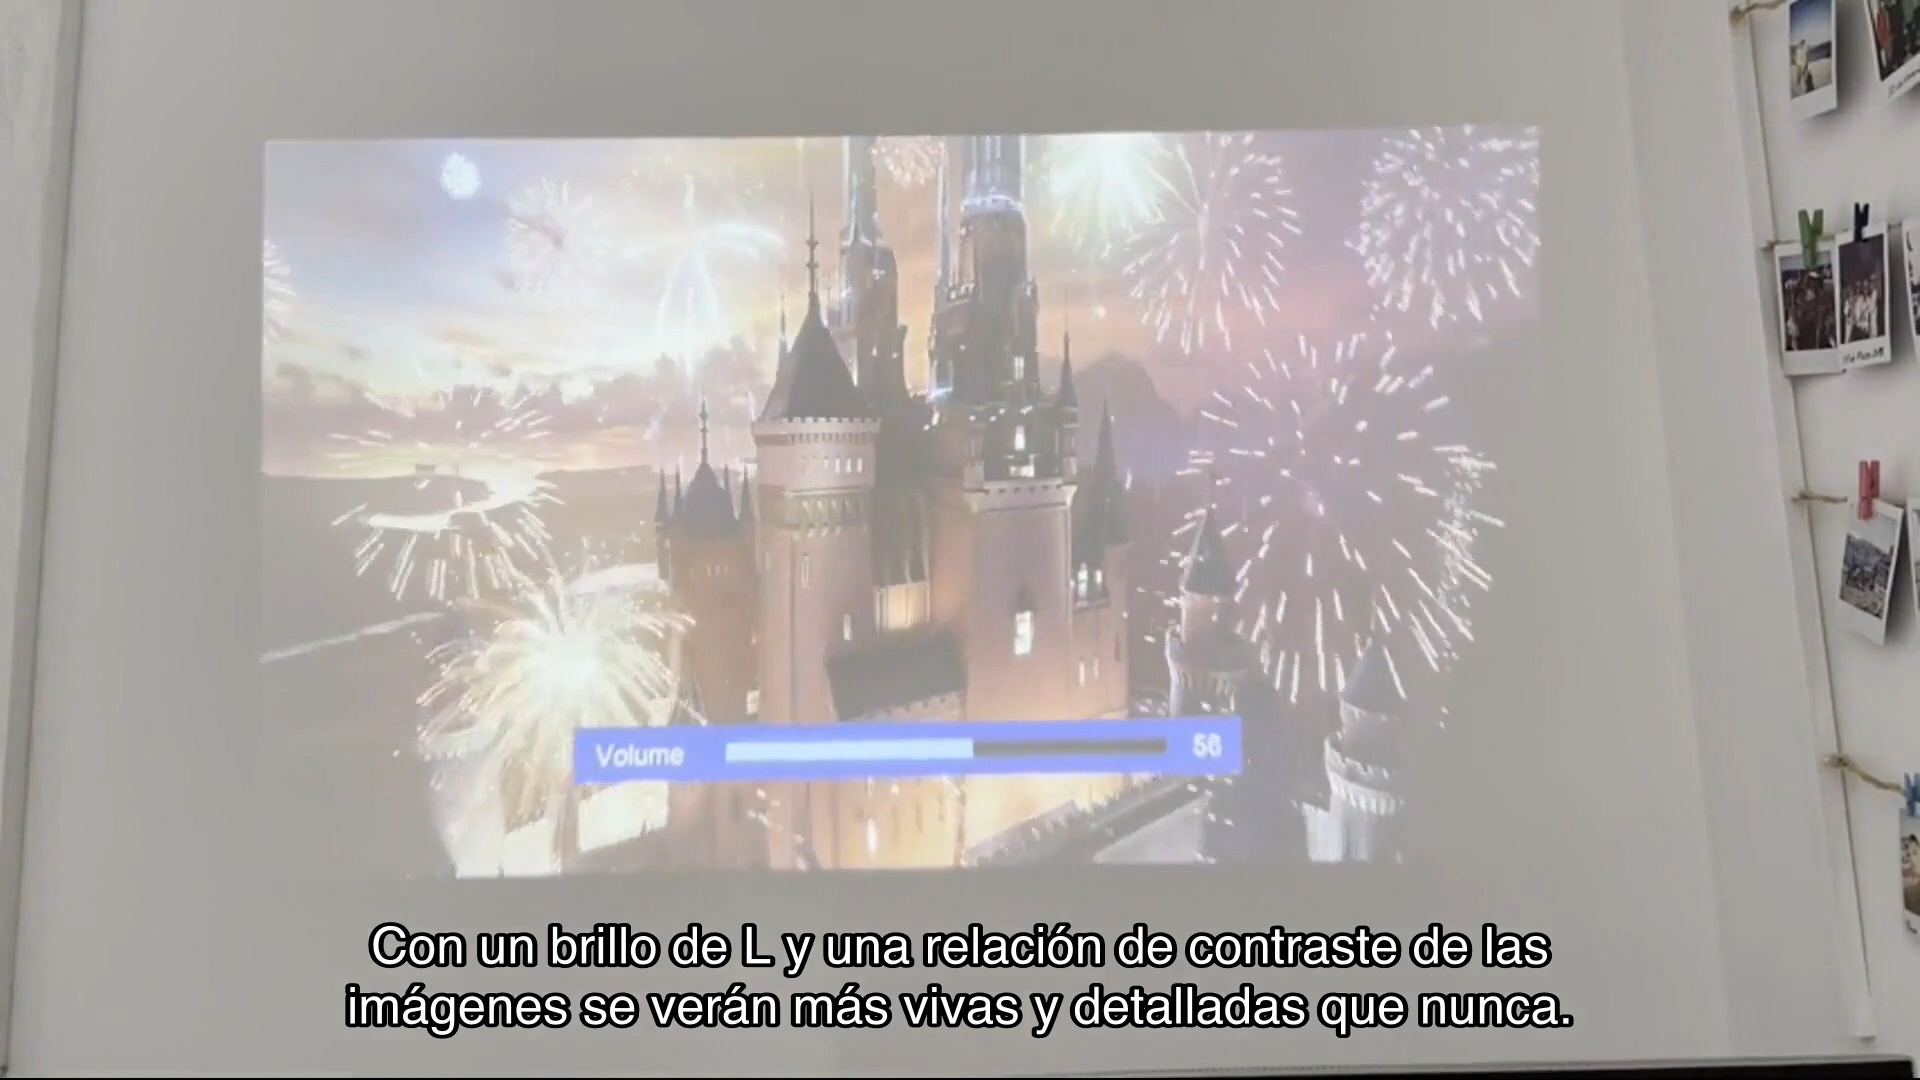 Volume 56
Con un brillo de L y una relación de contraste de las
imágenes se verán más vivas y detalladas que nunca.